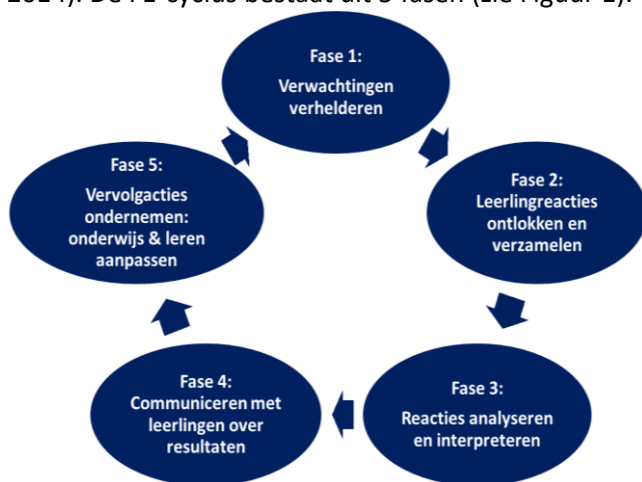 2014). De FE-cyclus bestaat uit 5 fasen (zie Figuur 1).
Fase 1:
Verwachtingen
verhelderen
Fase 2:
Leerlingreacties
ontlokken en
verzamelen
Fase 3:
Reacties analyseren
en interpreteren
Fase 4:
Communiceren met
leerlingen over
resultaten
Fase 5:
Vervolgacties
ondernemen:
onderwijs & leren
aanpassen